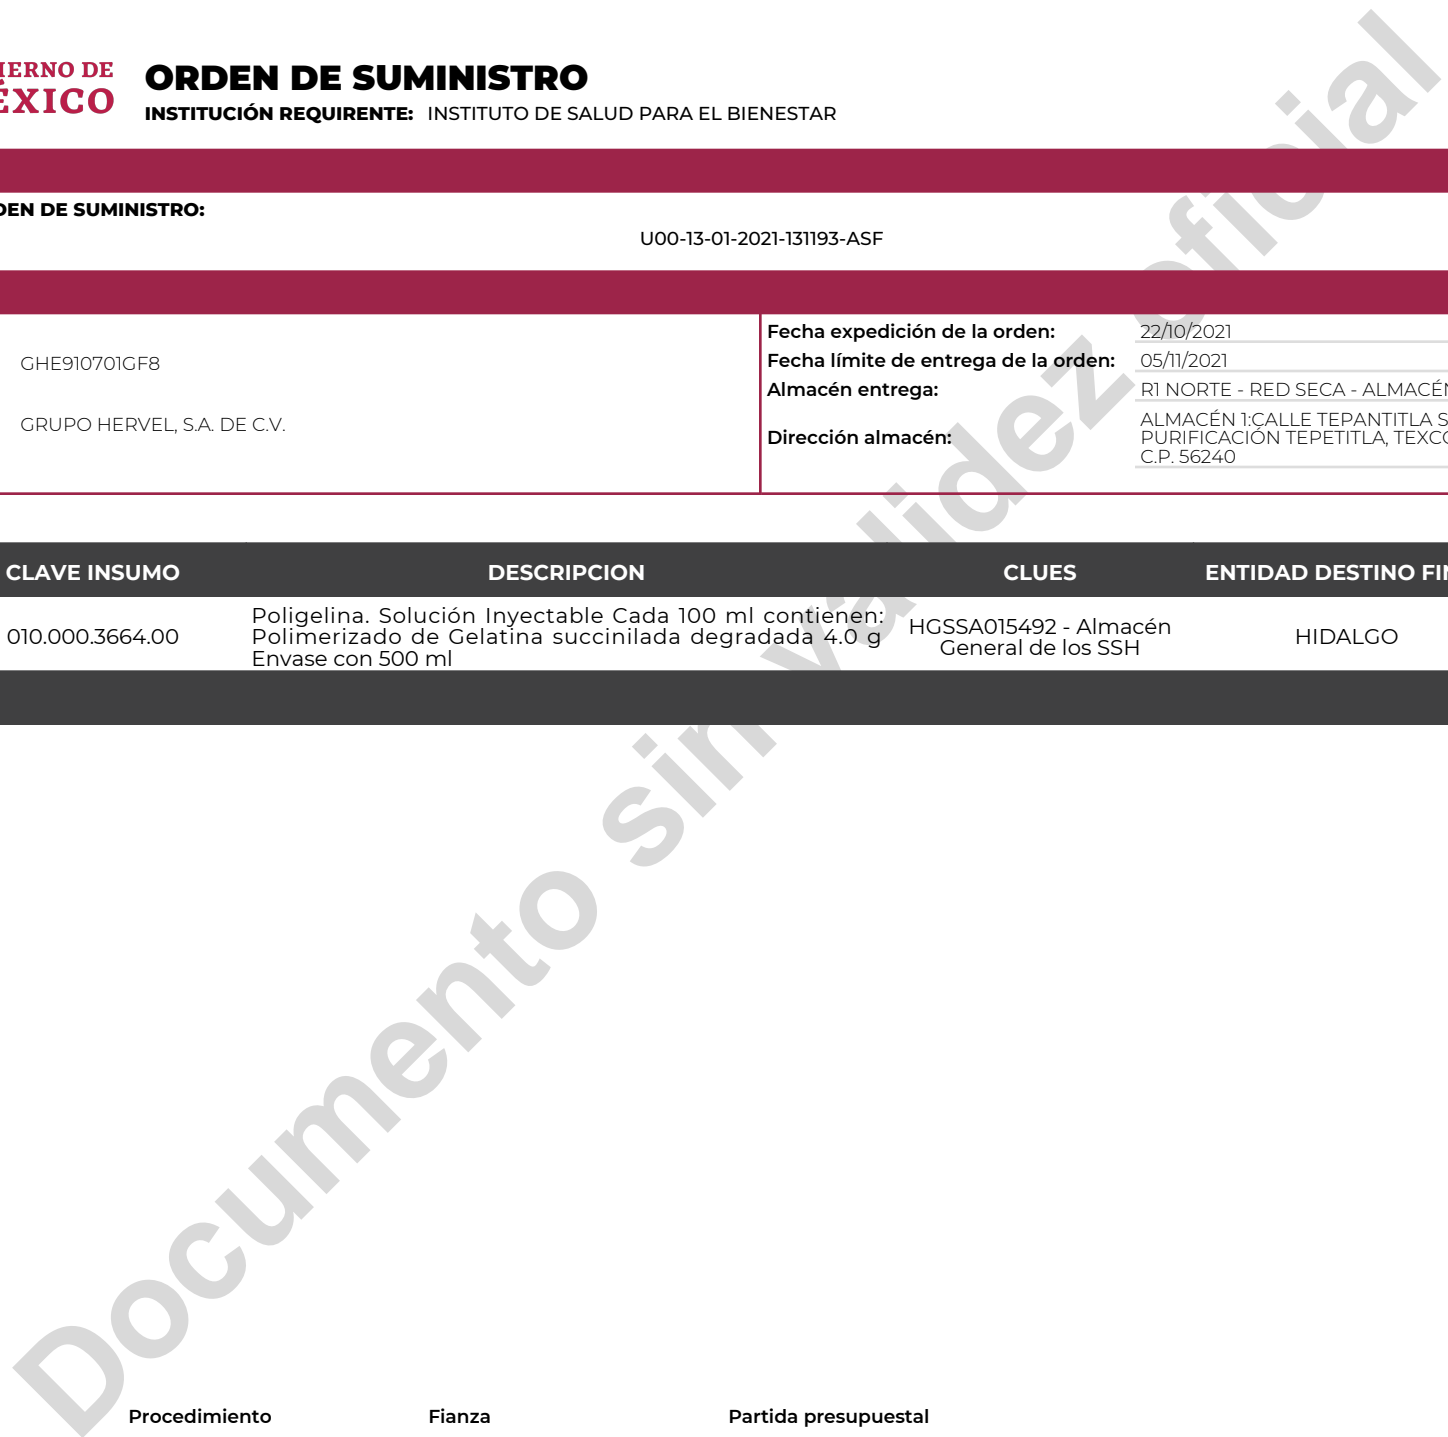 IERNO DE
ÉXICO
ORDEN DE SUMINISTRO
INSTITUCIÓN REQUIRENTE: INSTITUTO DE SALUD PARA EL BIENESTAR
DEN DE SUMINISTRO:
U00-13-01-2021-131193-ASF
GHE910701GF8
GRUPO HERVEL, S.A. DE C.V.
Fecha expedición de la orden: 22/10/2021
Fecha límite de entrega de la orden: 05/11/2021
Almacén entrega: R1 NORTE - RED SECA - ALMACÉN
Dirección almacén:
ALMACÉN 1:CALLE TEPANTITLA S
PURIFICACIÓN TEPETITLA, TEXCO
C.P. 56240
CLAVE INSUMO DESCRIPCION CLUES ENTIDAD DESTINO FIN
010.000.3664.00
Poligelina. Solución Inyectable Cada 100 ml contienen:
Polimerizado de Gelatina succinilada degradada 4.0 g
Envase con 500 ml
HGSSA015492 - Almacén
General de los SSH
HIDALGO
Documento sin validez oficial
Procedimiento Fianza Partida presupuestal